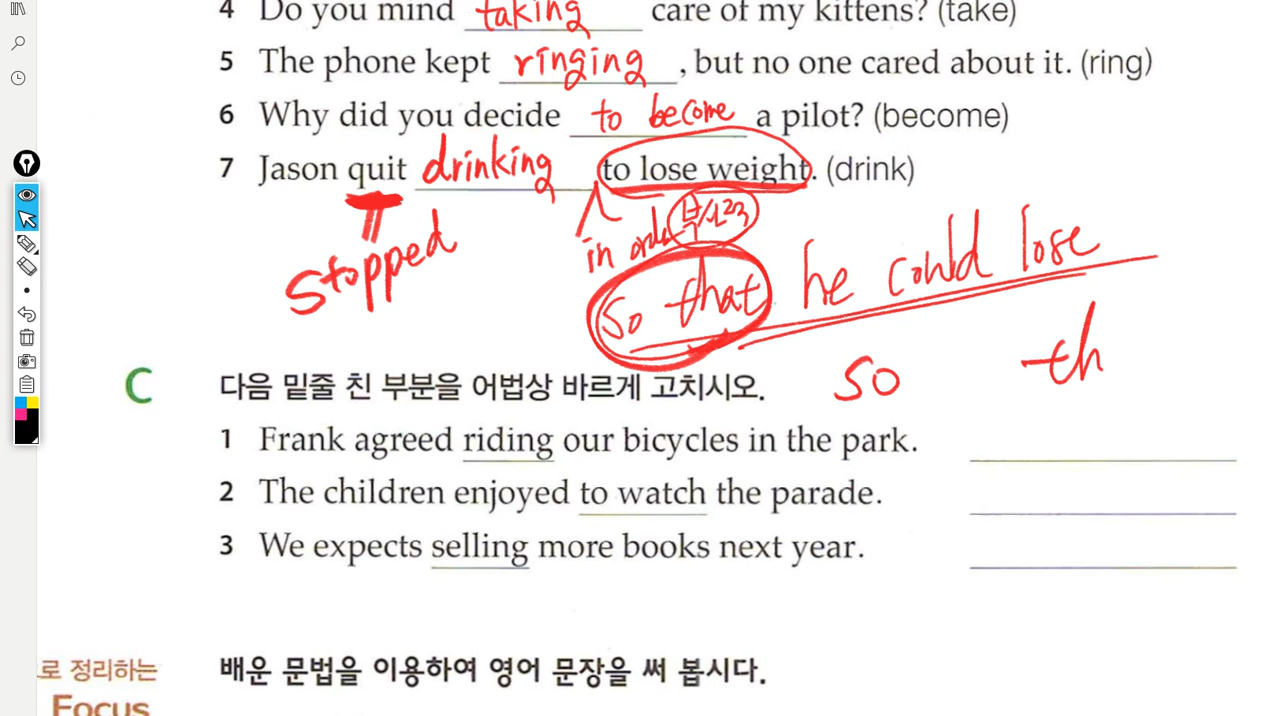 4 Do you mind taking care of my kittens? (take)
5 The phone kept ringing, but no one cared about it. (ring)
6 Why did you decide to become a pilot? (become)
7 Jason quit drinking to lose weight. (drink)
in order
stopped
so that he could lose
so th
C 다음 밑줄 친 부분을 어법상 바르게 고치시오.
1 Frank agreed riding our bicycles in the park.
2 The children enjoyed to watch the parade.
3 We expects selling more books next year.
로 정리하는 배운 문법을 이용하여 영어 문장을 써 봅시다.
Focus